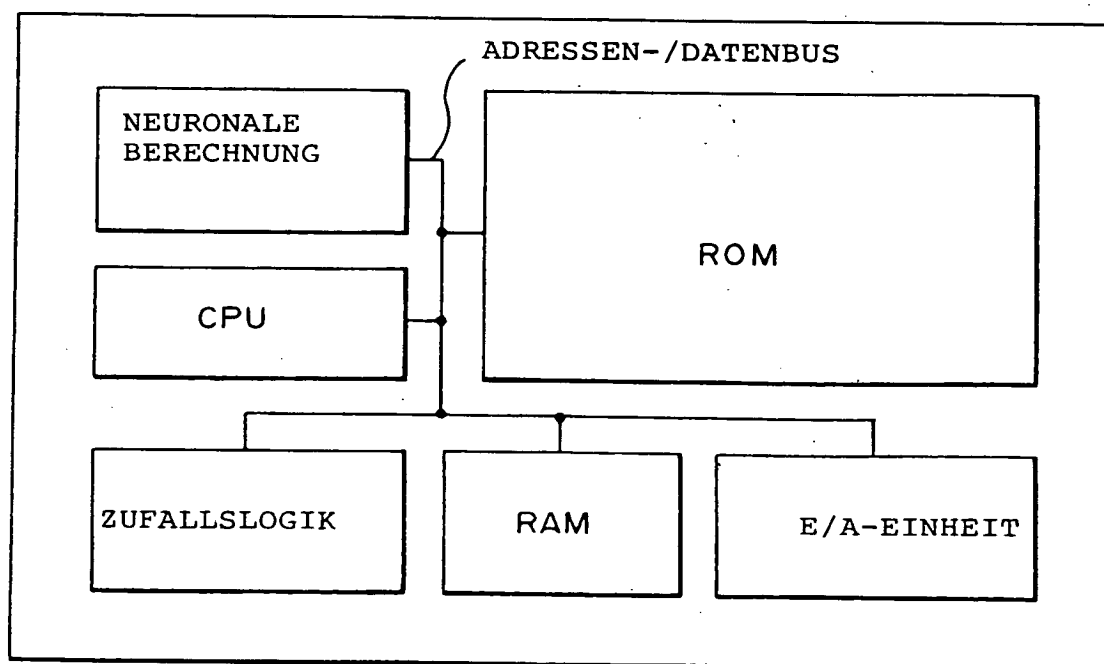 ADRESSEN-/DATENBUS
NEURONALE
BERECHNUNG
ROM
CPU
ZUFALLSLOGIK
RAM
E/A-EINHEIT